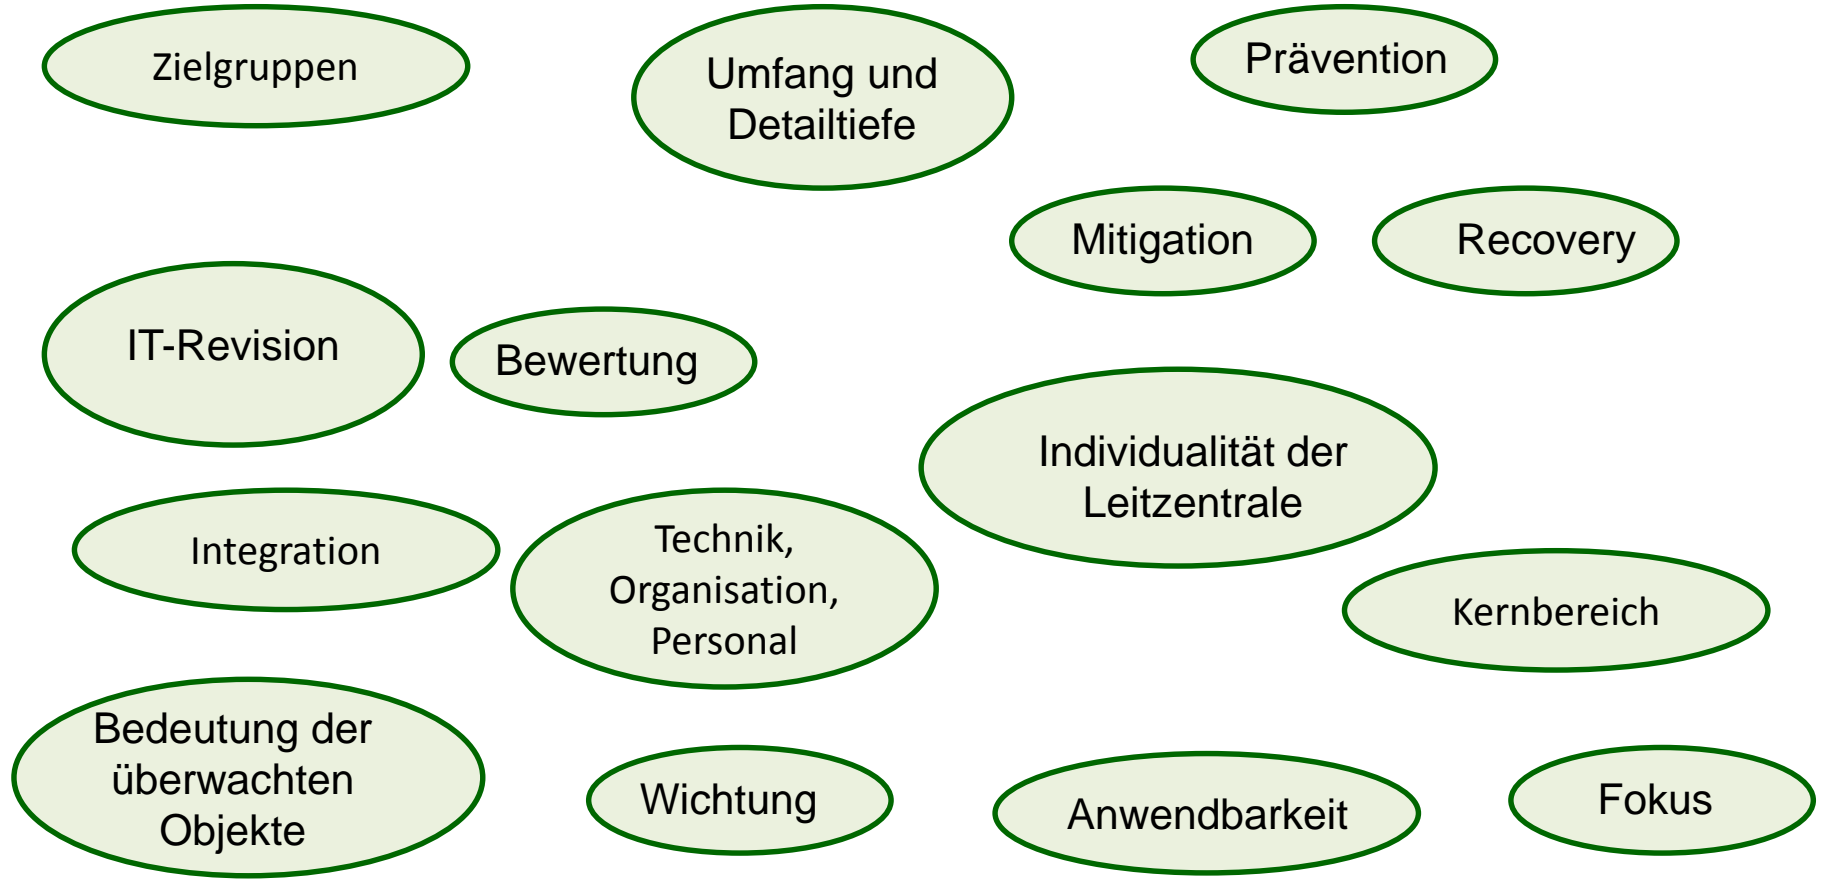 Zielgruppen
Umfang und
Detailtiefe
Prävention
Mitigation
Recovery
IT-Revision
Bewertung
Individualität der
Leitzentrale
Integration
Technik,
Organisation,
Personal
Kernbereich
Bedeutung der
überwachten
Objekte
Wichtung
Anwendbarkeit
Fokus